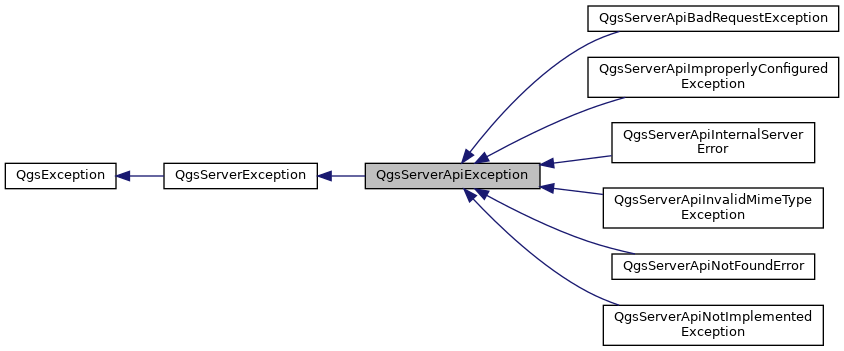 QgsException
QgsServerException
QgsServerApiException
QgsServerApiBadRequestException
QgsServerApiImproperlyConfigured
Exception
QgsServerApiInternalServer
Error
QgsServerApiInvalidMimeType
Exception
QgsServerApiNotFoundError
QgsServerApiNotImplemented
Exception